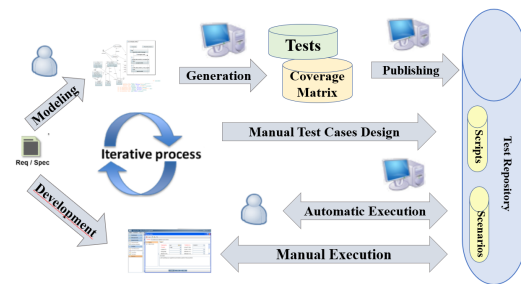 Tests
Generation
Coverage
Matrix
Publishing
Modeling
Manual Test Cases Design
Iterative process
Req / Spec
Scripts
Test Repository
Development
Automatic Execution
Scenarios
Manual Execution